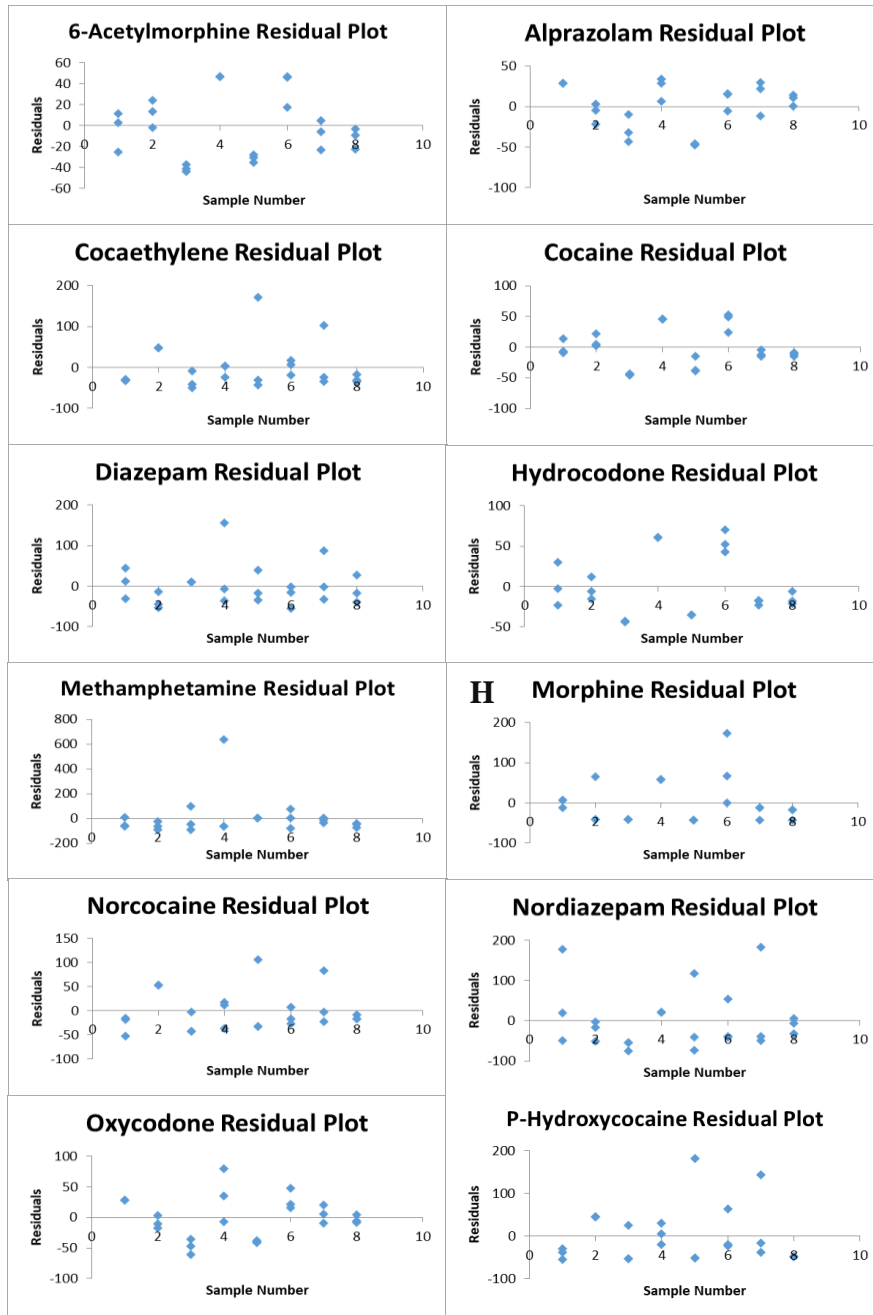 6-Acetylmorphine Residual Plot
60
40
20
0
-20
-40
-60
0 2 4 6 8 10
Residuals
Sample Number
Alprazolam Residual Plot
50
0
-50
-100
0 2 4 6 8 10
Residuals
Sample Number
Cocaethylene Residual Plot
200
100
0
-100
0 2 4 6 8 10
Residuals
Sample Number
Cocaine Residual Plot
100
50
0
-50
-100
0 2 4 6 8 10
Residuals
Sample Number
Diazepam Residual Plot
200
100
0
-100
0 2 4 6 8 10
Residuals
Sample Number
Hydrocodone Residual Plot
100
50
0
-50
0 2 4 6 8 10
Residuals
Sample Number
Methamphetamine Residual Plot
800
600
400
200
0
-200
0 2 4 6 8 10
Residuals
Sample Number
H
Morphine Residual Plot
200
100
0
-100
0 2 4 6 8 10
Residuals
Sample Number
Norcocaine Residual Plot
150
100
50
0
-50
-100
0 2 4 6 8 10
Residuals
Sample Number
Nordiazepam Residual Plot
200
100
0
-100
0 2 4 6 8 10
Residuals
Sample Number
Oxycodone Residual Plot
100
50
0
-50
-100
0 2 4 6 8 10
Residuals
Sample Number
P-Hydroxycocaine Residual Plot
200
100
0
-100
0 2 4 6 8 10
Residuals
Sample Number